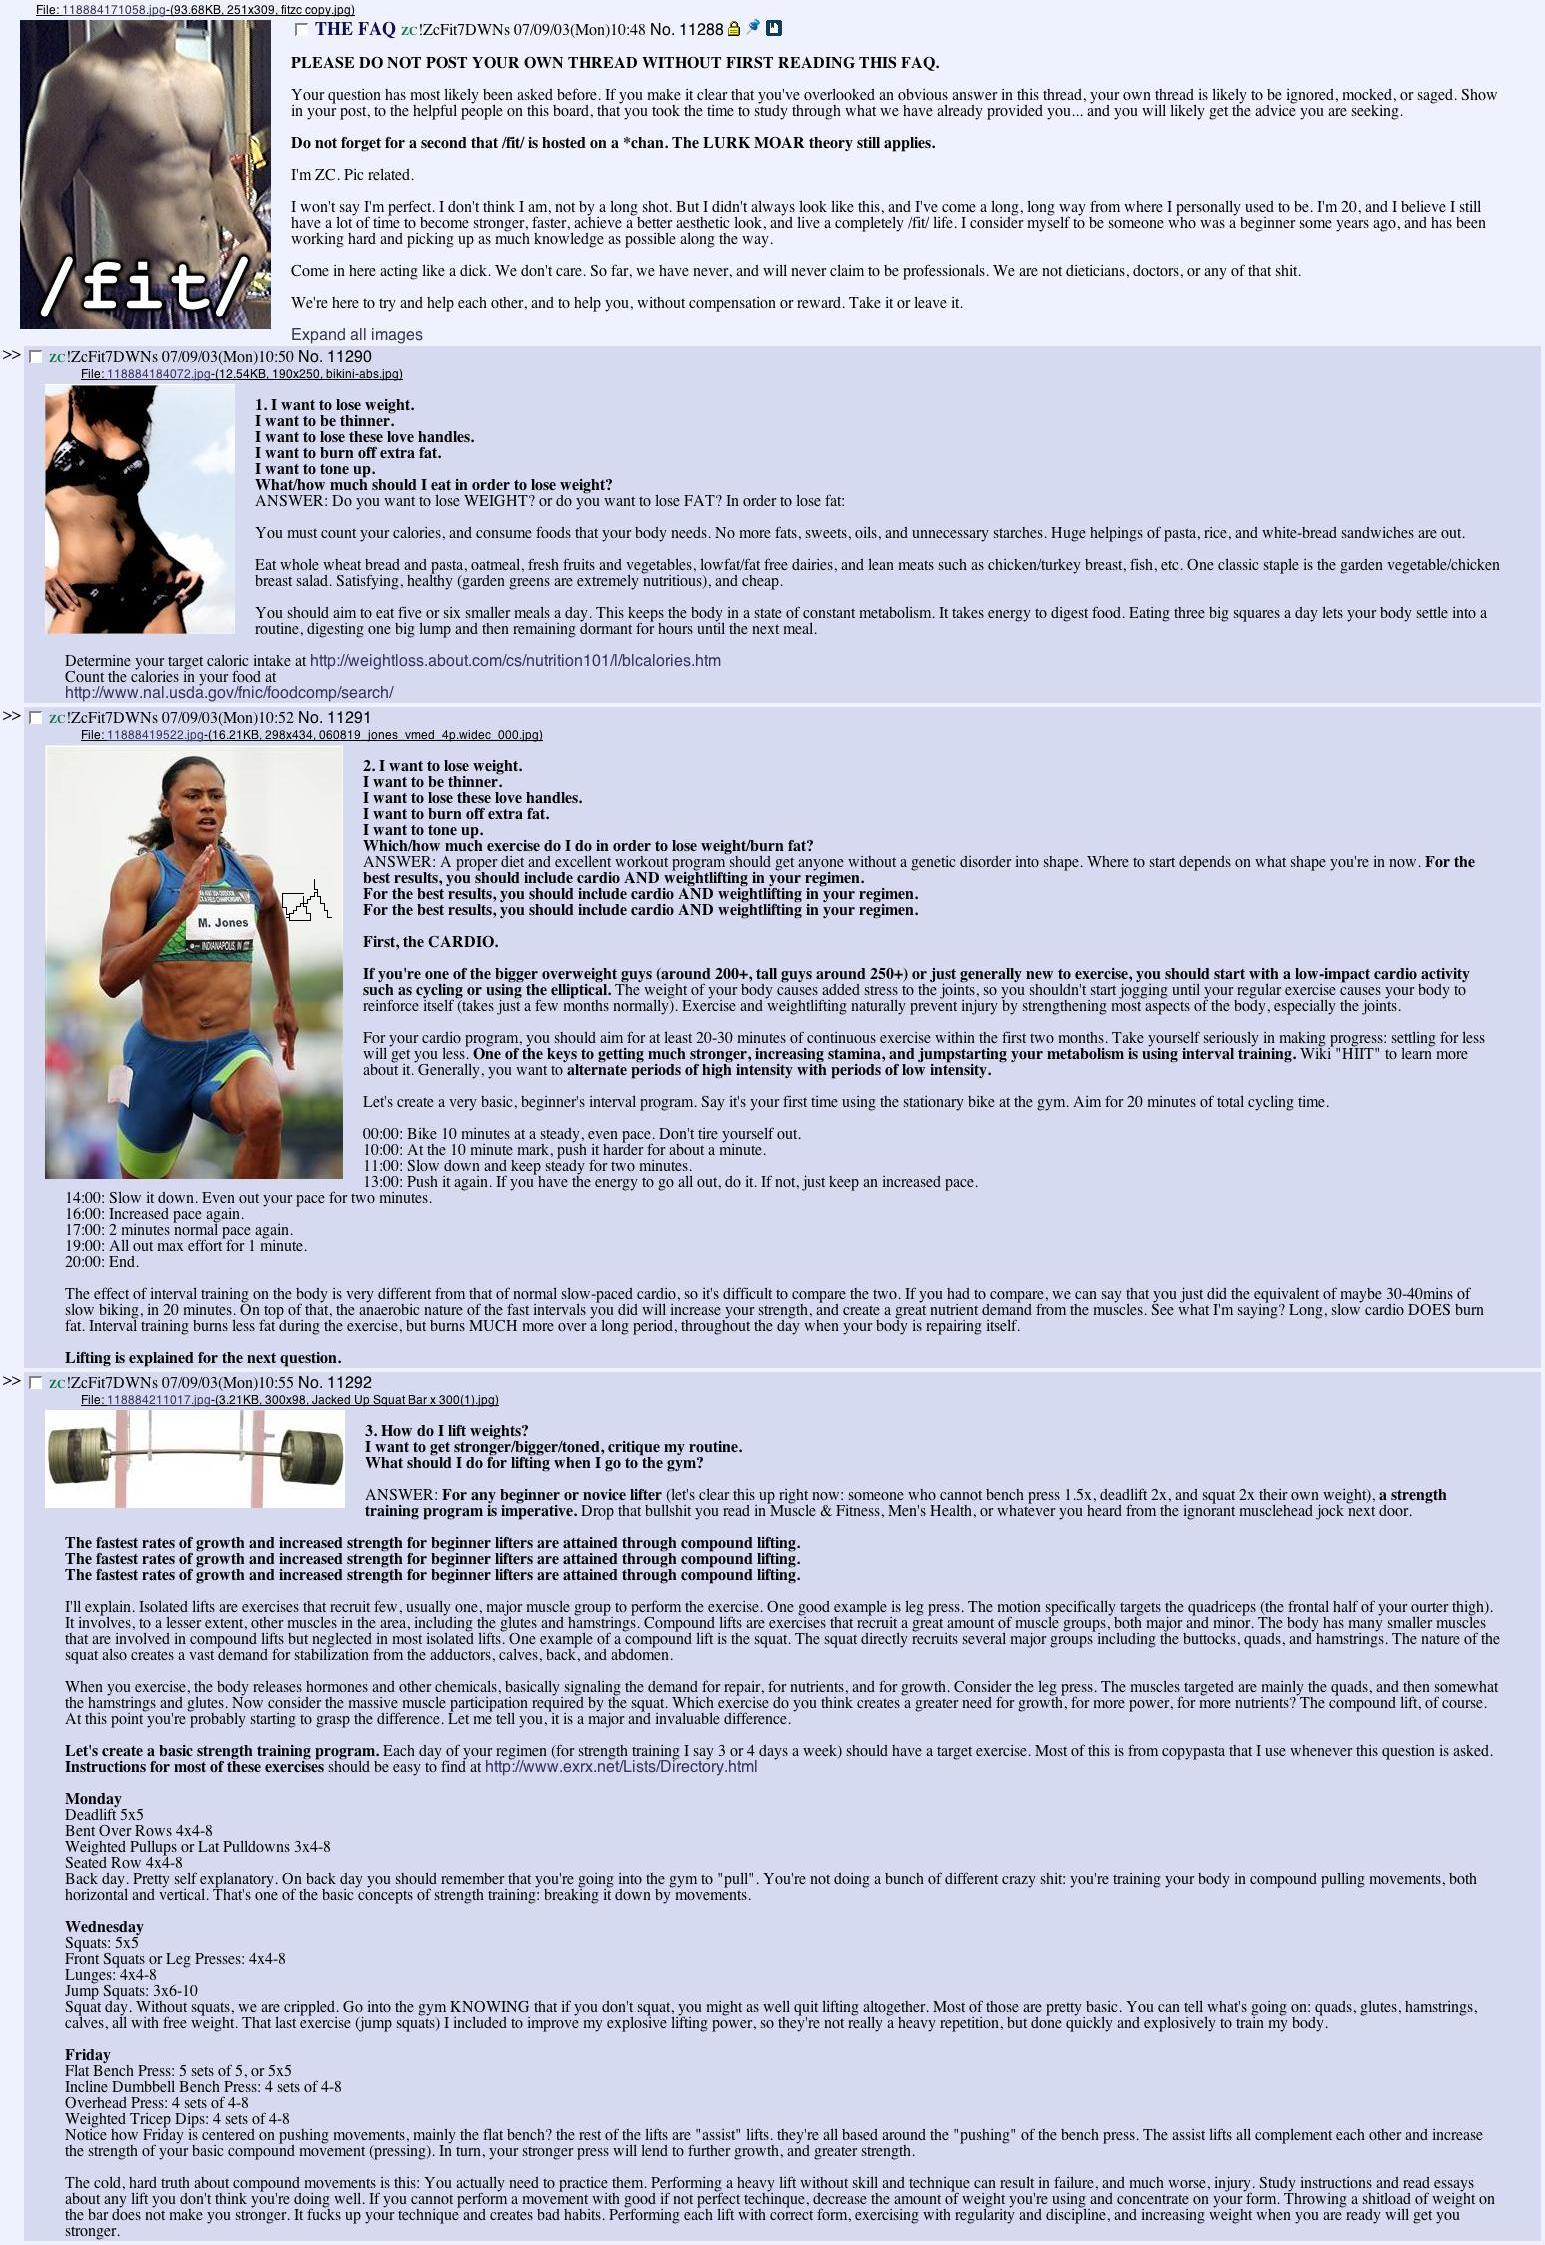 File: 118884171058.jpg-(93.68KB, 251x309, fitzc copy.jpg)
THE FAQ zc!ZcFit7DWNs 07/09/03(Mon)10:48 No. 11288
PLEASE DO NOT POST YOUR OWN THREAD WITHOUT FIRST READING THIS FAQ.
Your question has most likely been asked before. If you make it clear that you've overlooked an obvious answer in this thread, your own thread is likely to be ignored, mocked, or saged. Show
in your post, to the helpful people on this board, that you took the time to study through what we have already provided you... and you will likely get the advice you are seeking.
Do not forget for a second that /fit/ is hosted on a *chan. The LURK MOAR theory still applies.
I'm ZC. Pic related.
I won't say I'm perfect. I don't think I am, not by a long shot. But I didn't always look like this, and I've come a long, long way from where I personally used to be. I'm 20, and I believe I still
have a lot of time to become stronger, faster, achieve a better aesthetic look, and live a completely /fit/ life. I consider myself to be someone who was a beginner some years ago, and has been
working hard and picking up as much knowledge as possible along the way.
Come in here acting like a dick. We don't care. So far, we have never, and will never claim to be professionals. We are not dieticians, doctors, or any of that shit.
/fit/
We're here to try and help each other, and to help you, without compensation or reward. Take it or leave it.
Expand all images
>> zc!ZcFit7DWNs 07/09/03(Mon)10:50 No. 11290
File: 118884184072.jpg-(12.54KB, 190x250, bikini-abs.jpg)
1. I want to lose weight.
I want to be thinner.
I want to lose these love handles.
I want to burn off extra fat.
I want to tone up.
What/how much should I eat in order to lose weight?
ANSWER: Do you want to lose WEIGHT? or do you want to lose FAT? In order to lose fat:
You must count your calories, and consume foods that your body needs. No more fats, sweets, oils, and unnecessary starches. Huge helpings of pasta, rice, and white-bread sandwiches are out.
Eat whole wheat bread and pasta, oatmeal, fresh fruits and vegetables, lowfat/fat free dairies, and lean meats such as chicken/turkey breast, fish, etc. One classic staple is the garden vegetable/chicken
breast salad. Satisfying, healthy (garden greens are extremely nutritious), and cheap.
You should aim to eat five or six smaller meals a day. This keeps the body in a state of constant metabolism. It takes energy to digest food. Eating three big squares a day lets your body settle into a
routine, digesting one big lump and then remaining dormant for hours until the next meal.
Determine your target caloric intake at http://weightloss.about.com/cs/nutrition101/l/blcalories.htm
Count the calories in your food at
http://www.nal.usda.gov/fnic/foodcomp/search/
>> zc!ZcFit7DWNs 07/09/03(Mon)10:52 No. 11291
File: 11888419522.jpg-(16.21KB, 298x434, 060819_jones_vmed_4p.widec_000.jpg)
2. I want to lose weight.
I want to be thinner.
I want to lose these love handles.
I want to burn off extra fat.
I want to tone up.
Which/how much exercise do I do in order to lose weight/burn fat?
ANSWER: A proper diet and excellent workout program should get anyone without a genetic disorder into shape. Where to start depends on what shape you're in now. For the
best results, you should include cardio AND weightlifting in your regimen.
For the best results, you should include cardio AND weightlifting in your regimen.
For the best results, you should include cardio AND weightlifting in your regimen.
M. Jones
INDIANAPOLIS, IN
First, the CARDIO.
If you're one of the bigger overweight guys (around 200+, tall guys around 250+) or just generally new to exercise, you should start with a low-impact cardio activity
such as cycling or using the elliptical. The weight of your body causes added stress to the joints, so you shouldn't start jogging until your regular exercise causes your body to
reinforce itself (takes just a few months normally). Exercise and weightlifting naturally prevent injury by strengthening most aspects of the body, especially the joints.
For your cardio program, you should aim for at least 20-30 minutes of continuous exercise within the first two months. Take yourself seriously in making progress: settling for less
will get you less. One of the keys to getting much stronger, increasing stamina, and jumpstarting your metabolism is using interval training. Wiki "HIIT" to learn more
about it. Generally, you want to alternate periods of high intensity with periods of low intensity.
Let's create a very basic, beginner's interval program. Say it's your first time using the stationary bike at the gym. Aim for 20 minutes of total cycling time.
00:00: Bike 10 minutes at a steady, even pace. Don't tire yourself out.
10:00: At the 10 minute mark, push it harder for about a minute.
11:00: Slow down and keep steady for two minutes.
13:00: Push it again. If you have the energy to go all out, do it. If not, just keep an increased pace.
14:00: Slow it down. Even out your pace for two minutes.
16:00: Increased pace again.
17:00: 2 minutes normal pace again.
19:00: All out max effort for 1 minute.
20:00: End.
The effect of interval training on the body is very different from that of normal slow-paced cardio, so it's difficult to compare the two. If you had to compare, we can say that you just did the equivalent of maybe 30-40mins of
slow biking, in 20 minutes. On top of that, the anaerobic nature of the fast intervals you did will increase your strength, and create a great nutrient demand from the muscles. See what I'm saying? Long, slow cardio DOES burn
fat. Interval training burns less fat during the exercise, but burns MUCH more over a long period, throughout the day when your body is repairing itself.
Lifting is explained for the next question.
>> zc!ZcFit7DWNs 07/09/03(Mon)10:55 No. 11292
File: 118884211017.jpg-(3.21KB, 300x98, Jacked Up Squat Bar x 300(1).jpg)
3. How do I lift weights?
I want to get stronger/bigger/toned, critique my routine.
What should I do for lifting when I go to the gym?
ANSWER: For any beginner or novice lifter (let's clear this up right now: someone who cannot bench press 1.5x, deadlift 2x, and squat 2x their own weight), a strength
training program is imperative. Drop that bullshit you read in Muscle & Fitness, Men's Health, or whatever you heard from the ignorant musclehead jock next door.
The fastest rates of growth and increased strength for beginner lifters are attained through compound lifting.
The fastest rates of growth and increased strength for beginner lifters are attained through compound lifting.
The fastest rates of growth and increased strength for beginner lifters are attained through compound lifting.
I'll explain. Isolated lifts are exercises that recruit few, usually one, major muscle group to perform the exercise. One good example is leg press. The motion specifically targets the quadriceps (the frontal half of your ourter thigh).
It involves, to a lesser extent, other muscles in the area, including the glutes and hamstrings. Compound lifts are exercises that recruit a great amount of muscle groups, both major and minor. The body has many smaller muscles
that are involved in compound lifts but neglected in most isolated lifts. One example of a compound lift is the squat. The squat directly recruits several major groups including the buttocks, quads, and hamstrings. The nature of the
squat also creates a vast demand for stabilization from the adductors, calves, back, and abdomen.
When you exercise, the body releases hormones and other chemicals, basically signaling the demand for repair, for nutrients, and for growth. Consider the leg press. The muscles targeted are mainly the quads, and then somewhat
the hamstrings and glutes. Now consider the massive muscle participation required by the squat. Which exercise do you think creates a greater need for growth, for more power, for more nutrients? The compound lift, of course.
At this point you're probably starting to grasp the difference. Let me tell you, it is a major and invaluable difference.
Let's create a basic strength training program. Each day of your regimen (for strength training I say 3 or 4 days a week) should have a target exercise. Most of this is from copypasta that I use whenever this question is asked.
Instructions for most of these exercises should be easy to find at http://www.exrx.net/Lists/Directory.html
Monday
Deadlift 5x5
Bent Over Rows 4x4-8
Weighted Pullups or Lat Pulldowns 3x4-8
Seated Row 4x4-8
Back day. Pretty self explanatory. On back day you should remember that you're going into the gym to "pull". You're not doing a bunch of different crazy shit: you're training your body in compound pulling movements, both
horizontal and vertical. That's one of the basic concepts of strength training: breaking it down by movements.
Wednesday
Squats: 5x5
Front Squats or Leg Presses: 4x4-8
Lunges: 4x4-8
Jump Squats: 3x6-10
Squat day. Without squats, we are crippled. Go into the gym KNOWING that if you don't squat, you might as well quit lifting altogether. Most of those are pretty basic. You can tell what's going on: quads, glutes, hamstrings,
calves, all with free weight. That last exercise (jump squats) I included to improve my explosive lifting power, so they're not really a heavy repetition, but done quickly and explosively to train my body.
Friday
Flat Bench Press: 5 sets of 5, or 5x5
Incline Dumbbell Bench Press: 4 sets of 4-8
Overhead Press: 4 sets of 4-8
Weighted Tricep Dips: 4 sets of 4-8
Notice how Friday is centered on pushing movements, mainly the flat bench? the rest of the lifts are "assist" lifts. they're all based around the "pushing" of the bench press. The assist lifts all complement each other and increase
the strength of your basic compound movement (pressing). In turn, your stronger press will lend to further growth, and greater strength.
The cold, hard truth about compound movements is this: You actually need to practice them. Performing a heavy lift without skill and technique can result in failure, and much worse, injury. Study instructions and read essays
about any lift you don't think you're doing well. If you cannot perform a movement with good if not perfect techinque, decrease the amount of weight you're using and concentrate on your form. Throwing a shitload of weight on
the bar does not make you stronger. It fucks up your technique and creates bad habits. Performing each lift with correct form, exercising with regularity and discipline, and increasing weight when you are ready will get you
stronger.